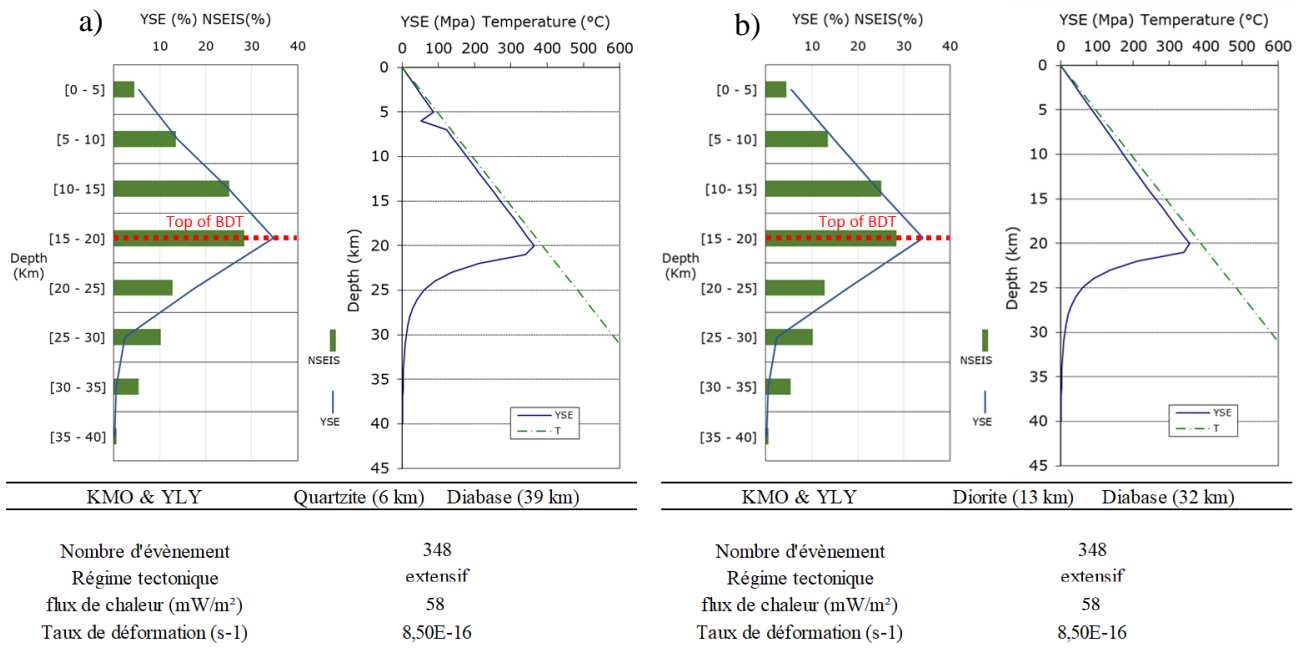 a)
YSE (%) NSEIS(%)
10 20 30 40
[0 - 5]
[5 - 10]
[10- 15]
Top of BDT
[15 - 20]
Depth
(Km)
[20 - 25]
[25 - 30]
[30 - 35]
[35 - 40]
NSEIS
YSE
YSE (Mpa) Temperature (°C)
0 100 200 300 400 500 600
Depth (km)
0
5
10
15
20
25
30
35
40
45
YSE
T
KMO & YLY Quartzite (6 km) Diabase (39 km)
Nombre d'évènement 348
Régime tectonique extensif
flux de chaleur (mW/m²) 58
Taux de déformation (s-1) 8,50E-16
b)
YSE (%) NSEIS(%)
10 20 30 40
[0 - 5]
[5 - 10]
[10- 15]
Top of BDT
[15 - 20]
Depth
(Km)
[20 - 25]
[25 - 30]
[30 - 35]
[35 - 40]
NSEIS
YSE
YSE (Mpa) Temperature (°C)
0 100 200 300 400 500 600
Depth (km)
0
5
10
15
20
25
30
35
40
45
YSE
T
KMO & YLY Diorite (13 km) Diabase (32 km)
Nombre d'évènement 348
Régime tectonique extensif
flux de chaleur (mW/m²) 58
Taux de déformation (s-1) 8,50E-16